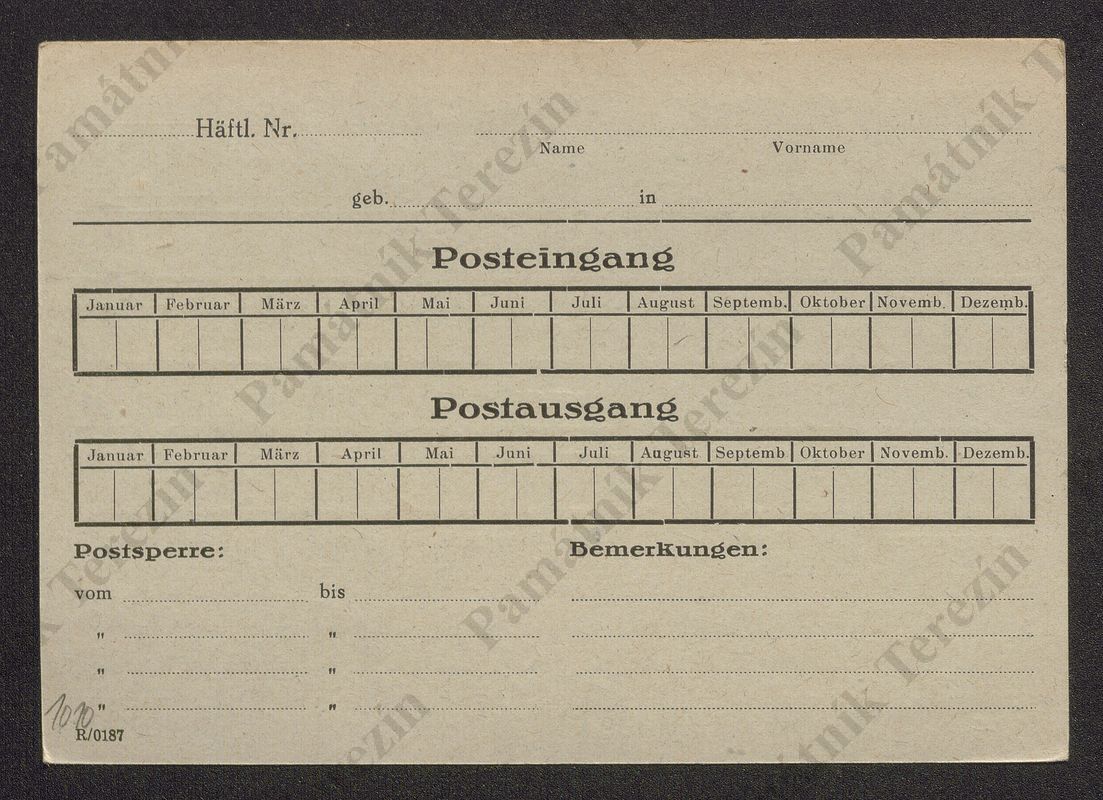 Häftl. Nr.
Name Vorname
geb. in
Posteingang
Januar Februar März April Mai Juni Juli August Septemb. Oktober Novemb. Dezemb.
Postausgang
Januar Februar März April Mai Juni Juli August Septemb Oktober Novemb. Dezemb.
Postsperre: Bemerkungen:
vom bis
" "
" "
" "
1010
R/0187
Památník Terezín